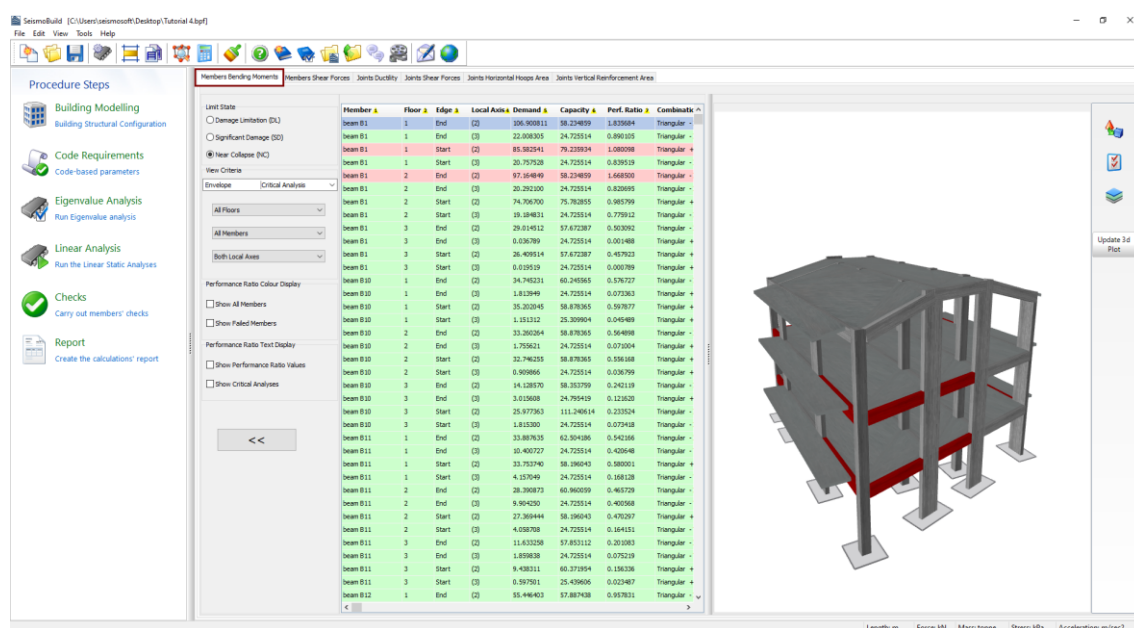 SeismoBuild [C:\Users\seismosoft\Desktop\Tutorial 4.bpf]
File Edit View Tools Help
Procedure Steps
Building Modelling
Building Structural Configuration
Code Requirements
Code-based parameters
Eigenvalue Analysis
Run Eigenvalue analysis
Linear Analysis
Run the Linear Static Analyses
Checks
Carry out members' checks
Report
Create the calculations' report
Members Bending Moments Members Shear Forces Joints Ductility Joints Shear Forces Joints Horizontal Hoops Area Joints Vertical Reinforcement Area
Limit State
Damage Limitation (DL)
Significant Damage (SD)
Near Collapse (NC)
View Criteria
Envelope Critical Analysis
All Floors
All Members
Both Local Axes
Performance Ratio Colour Display
Show All Members
Show Failed Members
Performance Ratio Text Display
Show Performance Ratio Values
Show Critical Analyses
<<
Member 1 Floor 2 Edge 3 Local Axis 4 Demand 5 Capacity 6 Perf. Ratio 7 Combinatic
beam B1 1 End (2) 106.900811 58.234859 1.835684 Triangular -
beam B1 1 End (3) 22.008305 24.725514 0.890105 Triangular -
beam B1 1 Start (2) 85.582541 79.235934 1.080098 Triangular +
beam B1 1 Start (3) 20.757528 24.725514 0.839519 Triangular -
beam B1 2 End (2) 97.164849 58.234859 1.668500 Triangular -
beam B1 2 End (3) 20.292100 24.725514 0.820695 Triangular -
beam B1 2 Start (2) 74.706700 75.782855 0.985799 Triangular +
beam B1 2 Start (3) 19.184831 24.725514 0.775912 Triangular -
beam B1 3 End (2) 29.014512 57.672387 0.503092 Triangular -
beam B1 3 End (3) 0.036789 24.725514 0.001488 Triangular +
beam B1 3 Start (2) 26.409514 57.672387 0.457923 Triangular +
beam B1 3 Start (3) 0.019519 24.725514 0.000789 Triangular +
beam B10 1 End (2) 34.745231 60.245565 0.576727 Triangular -
beam B10 1 End (3) 1.813949 24.725514 0.073363 Triangular -
beam B10 1 Start (2) 35.202045 58.878365 0.597877 Triangular +
beam B10 1 Start (3) 1.151312 25.309904 0.045489 Triangular +
beam B10 2 End (2) 33.260264 58.878365 0.564898 Triangular -
beam B10 2 End (3) 1.755621 24.725514 0.071004 Triangular +
beam B10 2 Start (2) 32.746255 58.878365 0.556168 Triangular +
beam B10 2 Start (3) 0.909866 24.725514 0.036799 Triangular +
beam B10 3 End (2) 14.128570 58.353759 0.242119 Triangular -
beam B10 3 End (3) 3.015608 24.795419 0.121620 Triangular +
beam B10 3 Start (2) 25.977363 111.240614 0.233524 Triangular -
beam B10 3 Start (3) 1.815300 24.725514 0.073418 Triangular -
beam B11 1 End (2) 33.887635 62.504186 0.542166 Triangular -
beam B11 1 End (3) 10.400727 24.725514 0.420648 Triangular -
beam B11 1 Start (2) 33.753740 58.196043 0.580001 Triangular +
beam B11 1 Start (3) 4.157049 24.725514 0.168128 Triangular -
beam B11 2 End (2) 28.390873 60.960059 0.465729 Triangular -
beam B11 2 End (3) 9.904250 24.725514 0.400568 Triangular -
beam B11 2 Start (2) 27.369444 58.196043 0.470297 Triangular +
beam B11 2 Start (3) 4.058708 24.725514 0.164151 Triangular -
beam B11 3 End (2) 11.633258 57.853112 0.201083 Triangular -
beam B11 3 End (3) 1.859838 24.725514 0.075219 Triangular -
beam B11 3 Start (2) 9.438311 60.371954 0.156336 Triangular +
beam B11 3 Start (3) 0.597501 25.439606 0.023487 Triangular +
beam B12 1 End (2) 55.446403 57.887438 0.957831 Triangular -
Update 3d
Plot